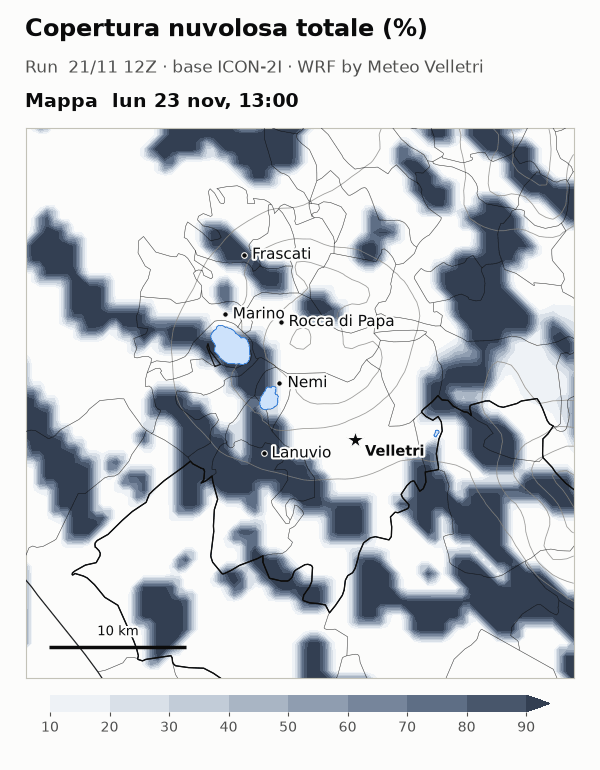 Copertura nuvolosa totale (%)
Run  21/11 12Z · base ICON-2I · WRF by Meteo Velletri
Mappa  lun 23 nov, 13:00
Frascati
Marino
Rocca di Papa
Nemi
Velletri
Lanuvio
10 km
10 20 30 40 50 60 70 80 90